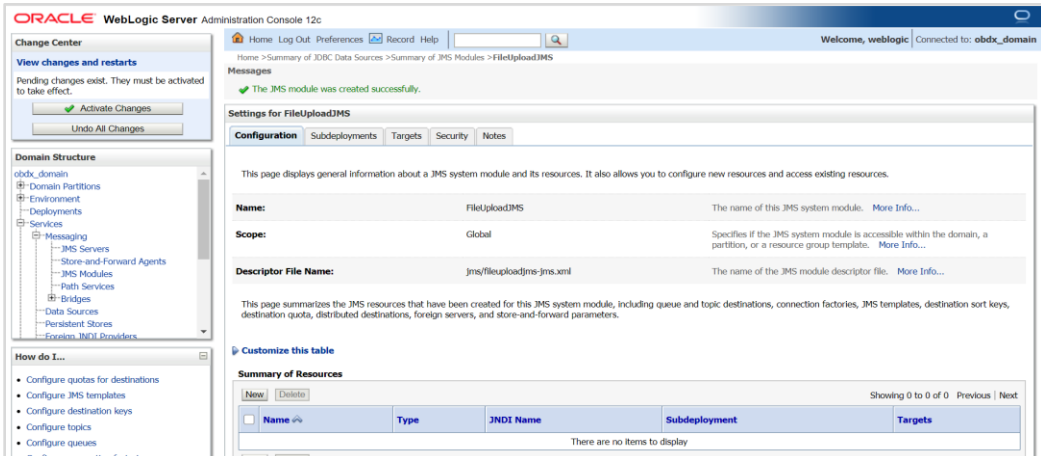 ORACLE WebLogic Server Administration Console 12c
Change Center
View changes and restarts
Pending changes exist. They must be activated
to take effect.
Activate Changes
Undo All Changes
Domain Structure
obdx_domain
Domain Partitions
Environment
Deployments
Services
Messaging
JMS Servers
Store-and-Forward Agents
JMS Modules
Path Services
Bridges
Data Sources
Persistent Stores
Foreign JNDI Providers
How do I...
Configure quotas for destinations
Configure JMS templates
Configure destination keys
Configure topics
Configure queues
Home Log Out Preferences Record Help
Welcome, weblogic Connected to: obdx_domain
Home >Summary of JDBC Data Sources >Summary of JMS Modules >FileUploadJMS
Messages
The JMS module was created successfully.
Settings for FileUploadJMS
Configuration Subdeployments Targets Security Notes
This page displays general information about a JMS system module and its resources. It also allows you to configure new resources and access existing resources.
Name: FileUploadJMS The name of this JMS system module. More Info...
Scope: Global Specifies if the JMS system module is accessible within the domain, a
partition, or a resource group template. More Info...
Descriptor File Name: jms/fileuploadjms-jms.xml The name of the JMS module descriptor file. More Info...
This page summarizes the JMS resources that have been created for this JMS system module, including queue and topic destinations, connection factories, JMS templates, destination sort keys,
destination quota, distributed destinations, foreign servers, and store-and-forward parameters.
Customize this table
Summary of Resources
New Delete Showing 0 to 0 of 0 Previous | Next
Name Type JNDI Name Subdeployment Targets
There are no items to display